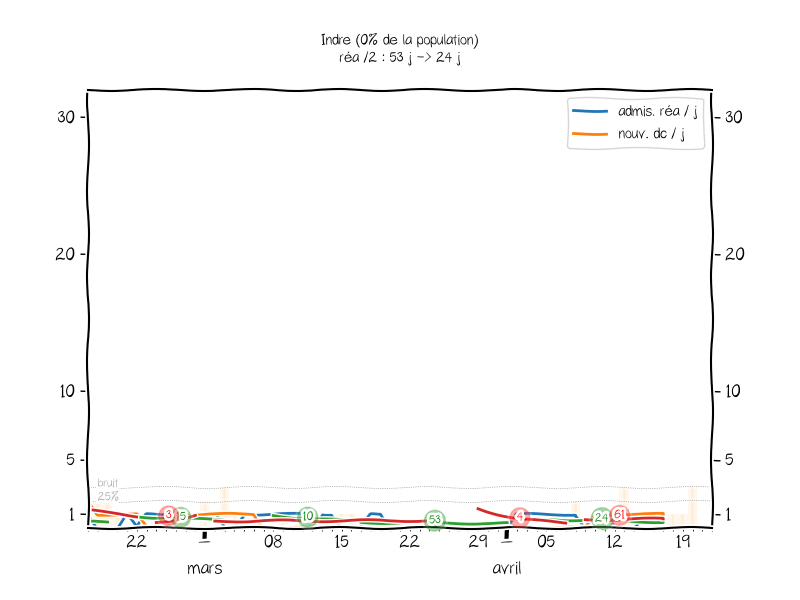 Indre (0% de la population)
réa /2 : 53 j -> 24 j
admis. réa / j
nouv. dc / j
30 30
20 20
10 10
5 5
bruit
25%
1 1
3 5 10 53 4 24 61
22 1 08 15 22 29 1 05 12 19
mars avril